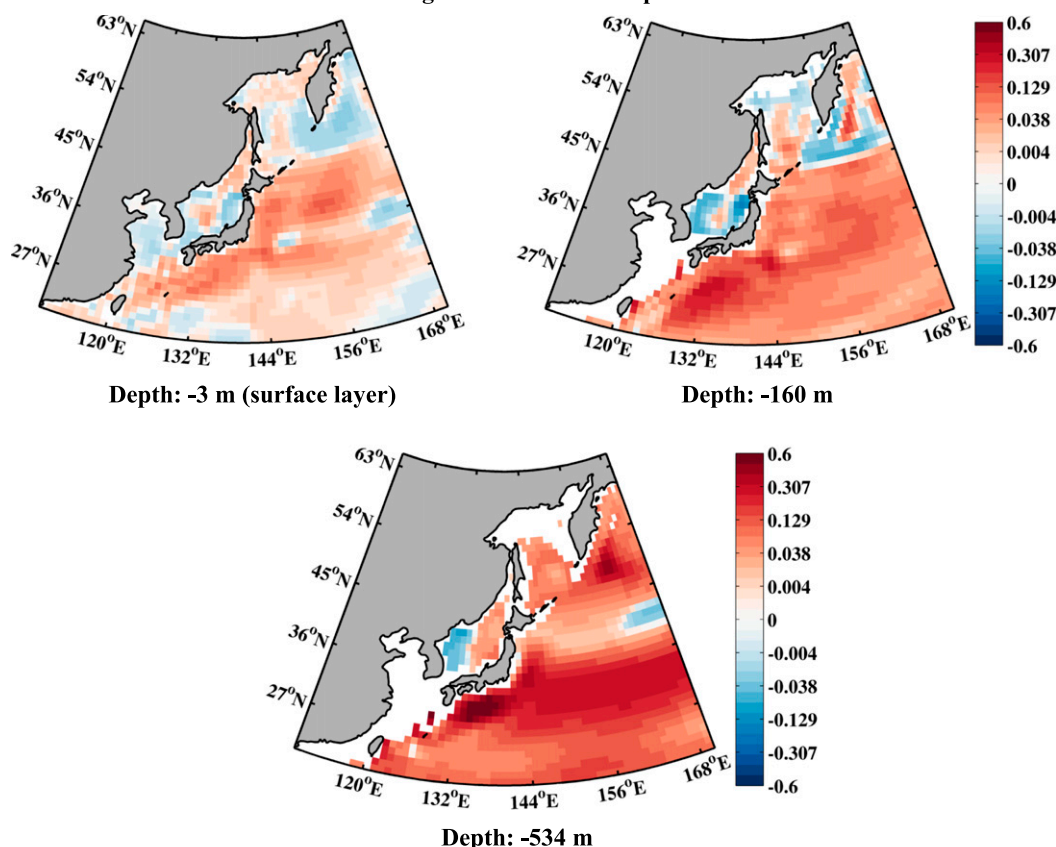 63°N
54°N
45°N
36°N
27°N
120°E
132°E
144°E
156°E
168°E
Depth: -3 m (surface layer)
63°N
54°N
45°N
36°N
27°N
120°E
132°E
144°E
156°E
168°E
0.6
0.307
0.129
0.038
0.004
0
-0.004
-0.038
-0.129
-0.307
-0.6
Depth: -160 m
63°N
54°N
45°N
36°N
27°N
120°E
132°E
144°E
156°E
168°E
0.6
0.307
0.129
0.038
0.004
0
-0.004
-0.038
-0.129
-0.307
-0.6
Depth: -534 m